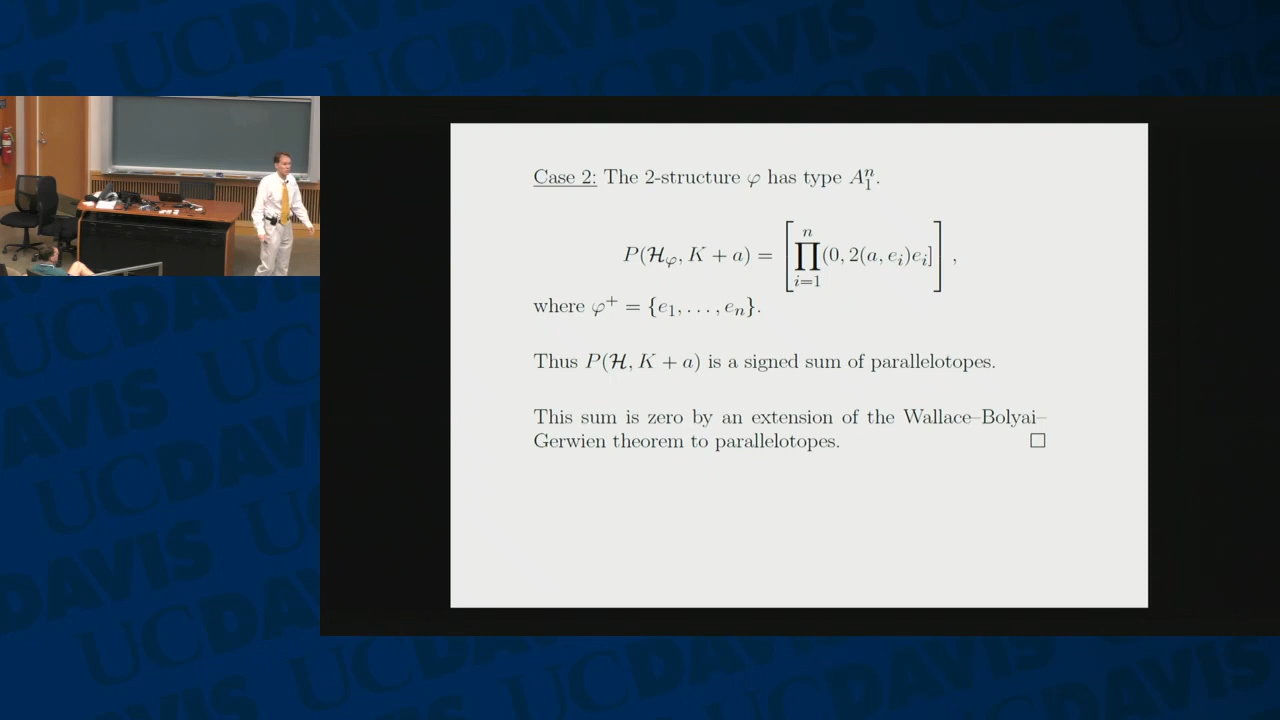 UCDAVIS
Case 2: The 2-structure φ has type A₁ⁿ.
P(ℋ_φ, K + a) = [∏_{i=1}^{n} (0, 2(a, e_i)e_i]],
where φ⁺ = {e₁, . . . , e_n}.
Thus P(ℋ, K + a) is a signed sum of parallelotopes.
This sum is zero by an extension of the Wallace–Bolyai–
Gerwien theorem to parallelotopes. □